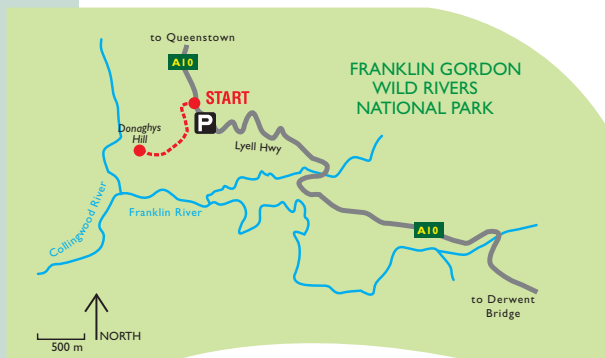 to Queenstown
A10
START
FRANKLIN GORDON
WILD RIVERS
NATIONAL PARK
P
Donaghys
Hill
Lyell Hwy
Collingwood River
Franklin River
A10
to Derwent
Bridge
NORTH
500 m